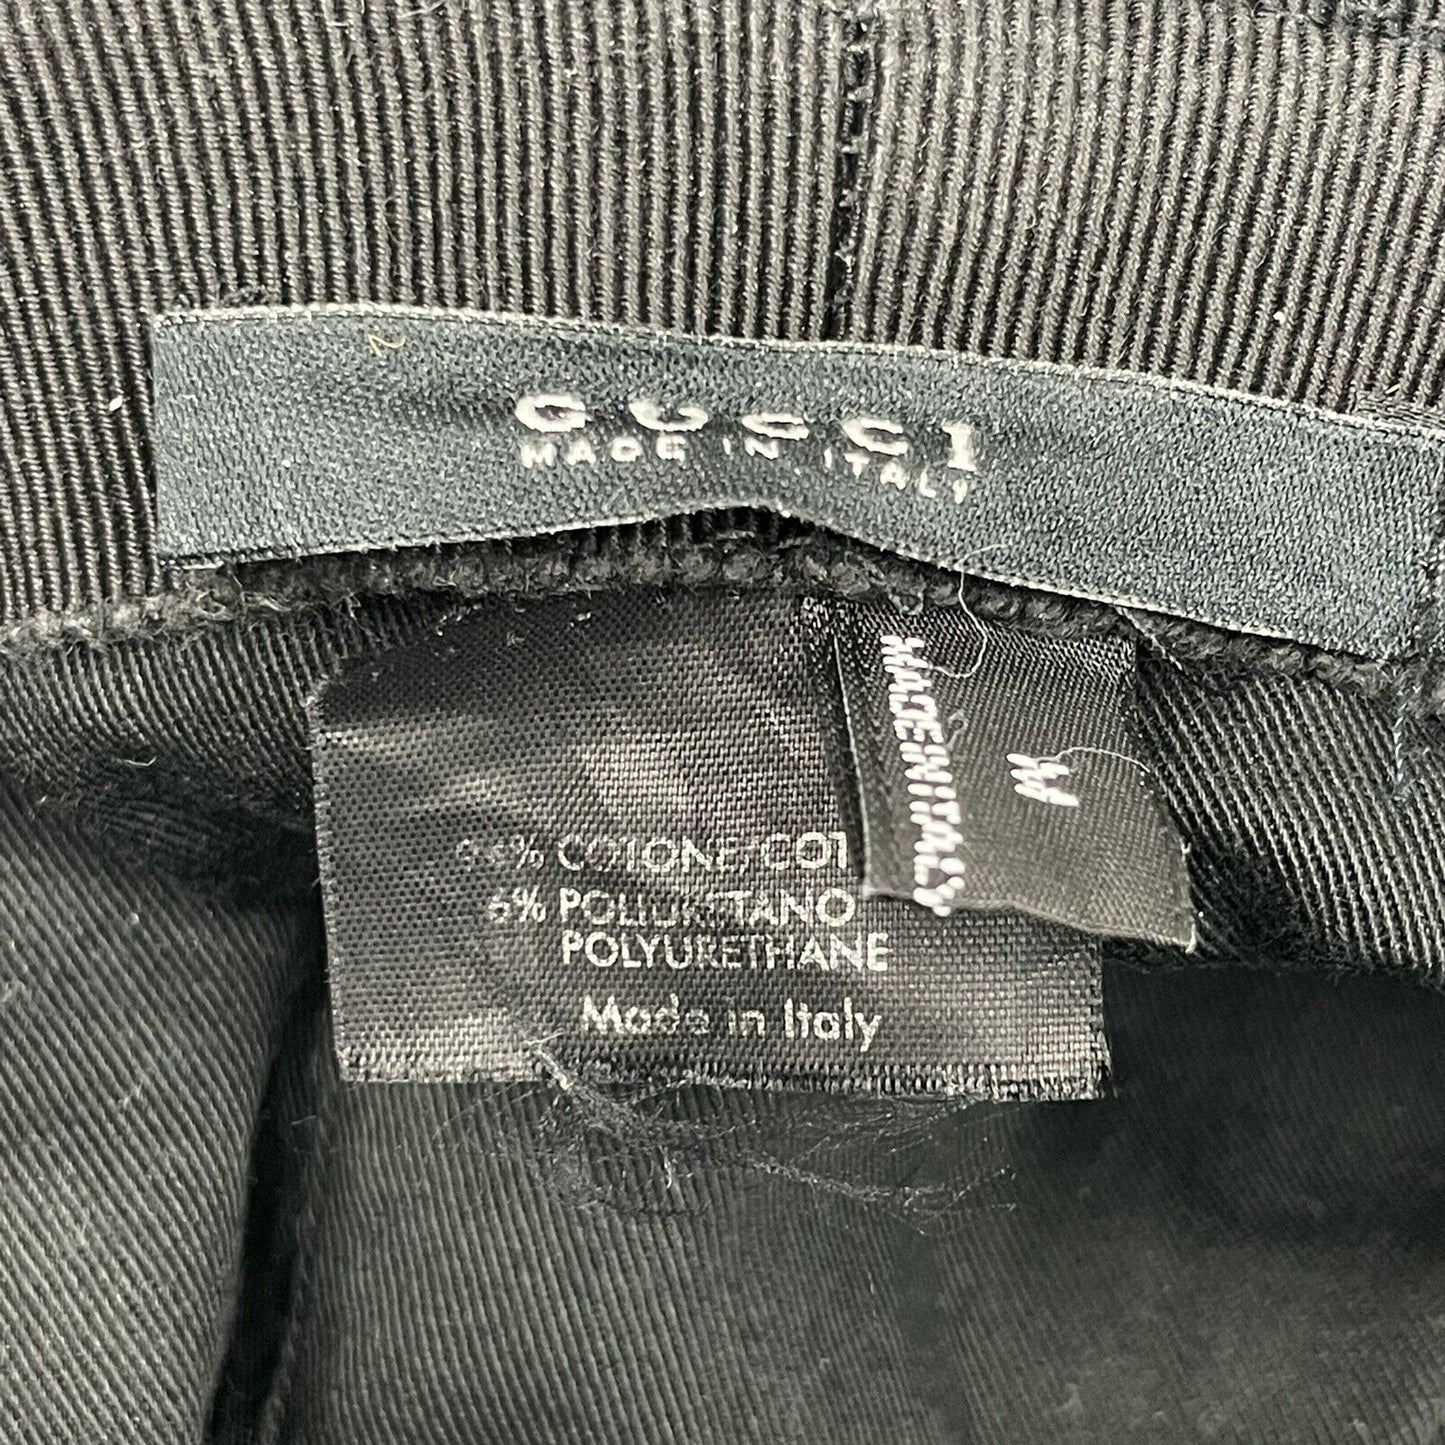 GUCCI
MADE IN ITALY
MADE IN ITALY
M
% COTONE COT
6% POLIURETANO
POLYURETHANE
Made in Italy